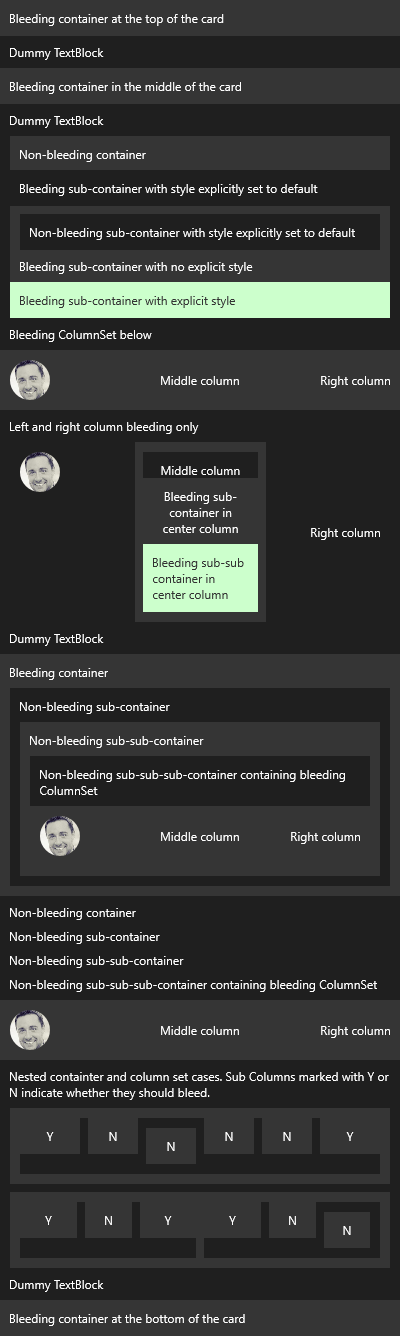 Bleeding container at the top of the card
Dummy TextBlock
Bleeding container in the middle of the card
Dummy TextBlock
Non-bleeding container
Bleeding sub-container with style explicitly set to default
Non-bleeding sub-container with style explicitly set to default
Bleeding sub-container with no explicit style
Bleeding sub-container with explicit style
Bleeding ColumnSet below
Middle column
Right column
Left and right column bleeding only
Middle column
Bleeding sub-
container in
center column
Right column
Bleeding sub-sub
container in
center column
Dummy TextBlock
Bleeding container
Non-bleeding sub-container
Non-bleeding sub-sub-container
Non-bleeding sub-sub-sub-container containing bleeding
ColumnSet
Middle column
Right column
Non-bleeding container
Non-bleeding sub-container
Non-bleeding sub-sub-container
Non-bleeding sub-sub-sub-container containing bleeding ColumnSet
Middle column
Right column
Nested containter and column set cases. Sub Columns marked with Y or
N indicate whether they should bleed.
Y N N N N Y
Y N Y Y N N
Dummy TextBlock
Bleeding container at the bottom of the card